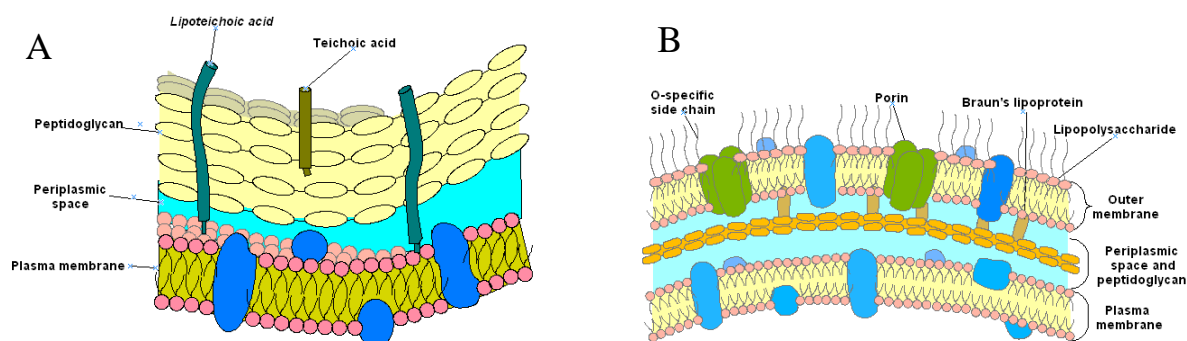 A
Lipoteichoic acid
Teichoic acid
Peptidoglycan
Periplasmic
space
Plasma membrane
B
O-specific
side chain
Porin
Braun's lipoprotein
Lipopolysaccharide
Outer
membrane
Periplasmic
space and
peptidoglycan
Plasma
membrane